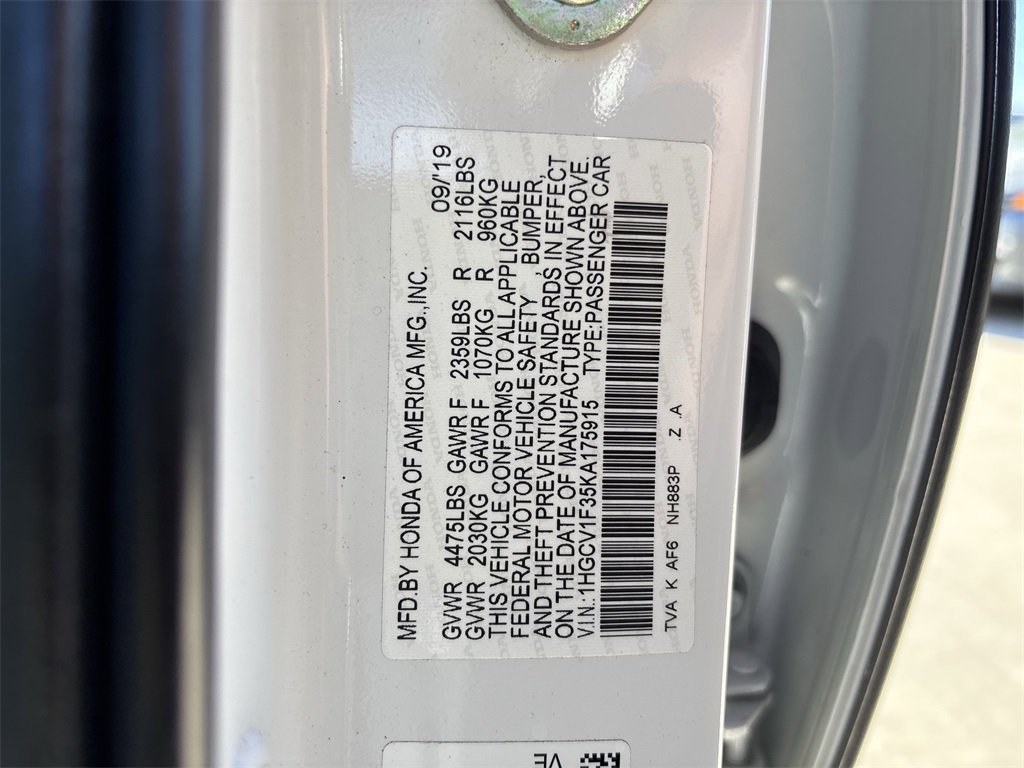 MFD.BY HONDA OF AMERICA MFG.,INC. 09/'19
GVWR 4475LBS GAWR F 2359LBS R 2116LBS
GVWR 2030KG GAWR F 1070KG R 960KG
THIS VEHICLE CONFORMS TO ALL APPLICABLE
FEDERAL MOTOR VEHICLE SAFETY , BUMPER,
AND THEFT PREVENTION STANDARDS IN EFFECT
ON THE DATE OF MANUFACTURE SHOWN ABOVE.
V.I.N.:1HGCV1F35KA175915 TYPE:PASSENGER CAR
TVA K AF6 NH883P .Z .A
VE